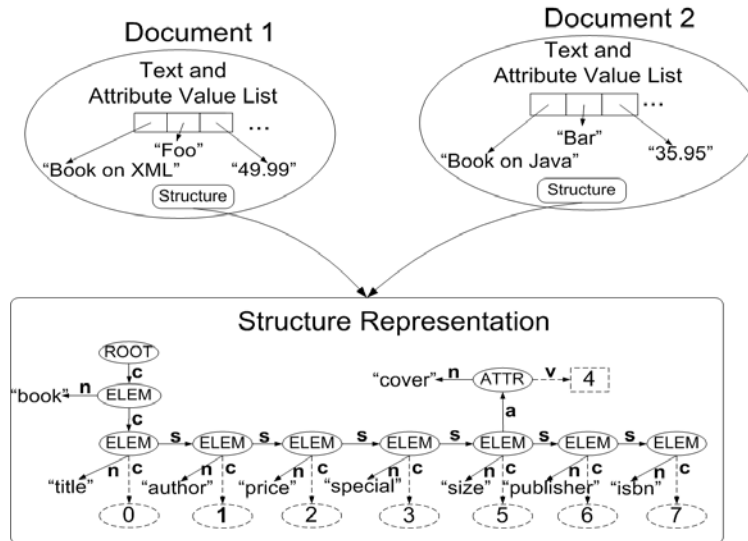 Document 1
Document 2
Text and
Attribute Value List
...
"Foo"
"Book on XML"
"49.99"
Structure
Text and
Attribute Value List
...
"Bar"
"Book on Java"
"35.95"
Structure
Structure Representation
ROOT
c
"book" n ELEM
c
"cover" n ATTR v 4
a
ELEM s ELEM s ELEM s ELEM s ELEM s ELEM s ELEM
n c n c n c n c n c n c n c
"title" "author" "price" "special" "size" "publisher" "isbn"
0 1 2 3 5 6 7